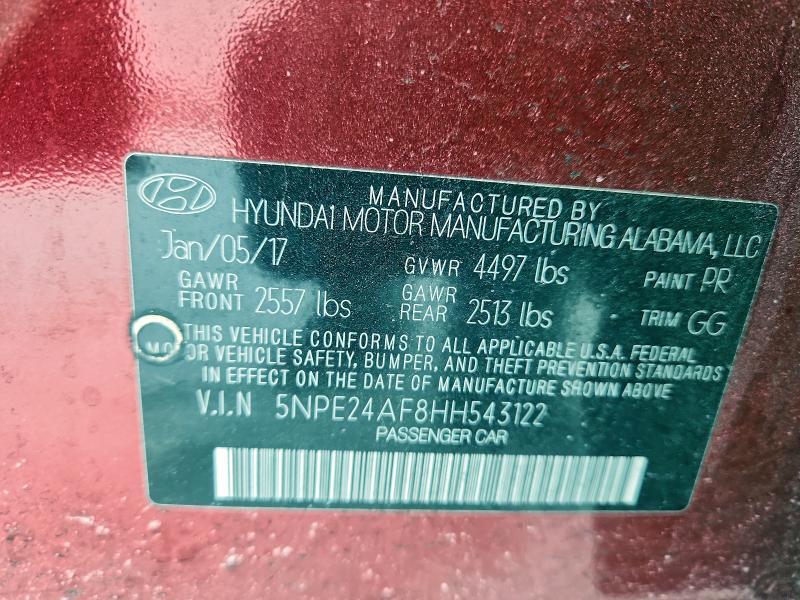 MANUFACTURED BY
HYUNDAI MOTOR MANUFACTURING ALABAMA, LLC
Jan/05/17 GVWR 4497 lbs PAINT PR
GAWR FRONT 2557 lbs GAWR REAR 2513 lbs TRIM GG
THIS VEHICLE CONFORMS TO ALL APPLICABLE U.S.A. FEDERAL
MOTOR VEHICLE SAFETY, BUMPER, AND THEFT PREVENTION STANDARDS
IN EFFECT ON THE DATE OF MANUFACTURE SHOWN ABOVE
V.I.N 5NPE24AF8HH543122
PASSENGER CAR